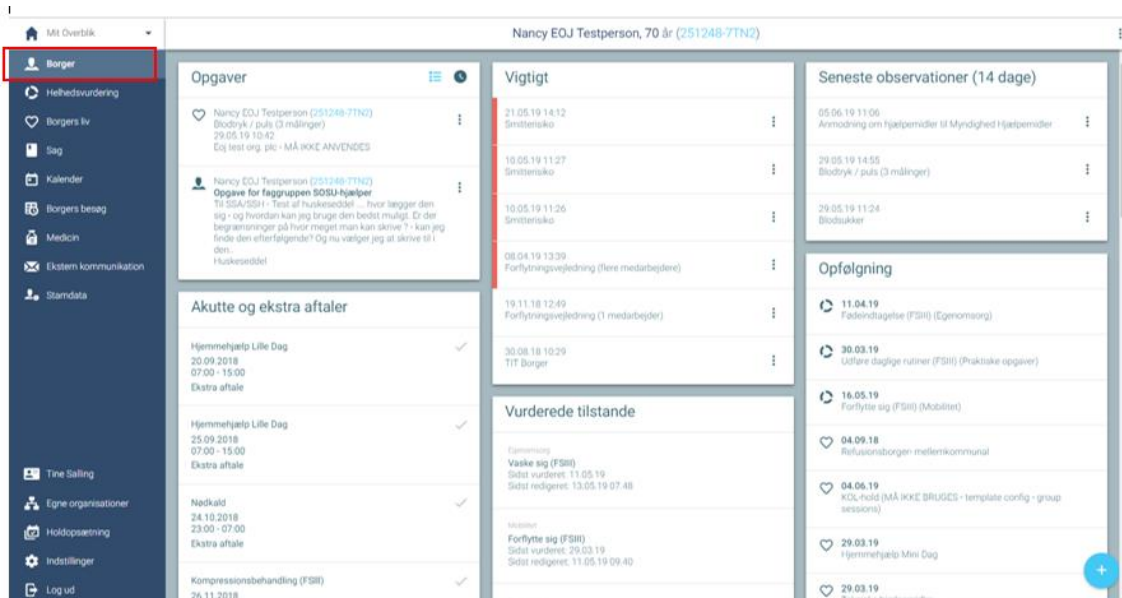 Mit Overblik
Nancy EOJ Testperson, 70 år (251248-7TN2)
Borger
Helhedsvurdering
Borgers liv
Sag
Kalender
Borgers besøg
Medicin
Ekstern kommunikation
Stamdata
Tine Salling
Egne organisationer
Holdopsætning
Indstillinger
Log ud
Opgaver
Nancy EOJ Testperson (251248-7TN2)
Blodtryk / puls (3 målinger)
29.05.19 10:42
Eoj test org. plc - MÅ IKKE ANVENDES
Nancy EOJ Testperson (251248-7TN2)
Opgave for faggruppen SOSU-hjælper
Til SSA/SSH - Test af huskeseddel ... hvor lægger den
sig - og hvordan kan jeg bruge den bedst muligt. Er der
begrænsninger på hvor meget man kan skrive ? - kan jeg
finde den efterfølgende? Og nu vælger jeg at skrive til i
den..
Huskeseddel
Akutte og ekstra aftaler
Hjemmehjælp Lille Dag
20.09.2018
07:00 - 15:00
Ekstra aftale
Hjemmehjælp Lille Dag
25.09.2018
07:00 - 15:00
Ekstra aftale
Nødkald
24.10.2018
23:00 - 07:00
Ekstra aftale
Kompressionsbehandling (FSIII)
26.11.2018
Vigtigt
21.05.19 14:12
Smitterisiko
10.05.19 11:27
Smitterisiko
10.05.19 11:26
Smitterisiko
08.04.19 13:39
Forflytningsvejledning (flere medarbejdere)
19.11.18 12:49
Forflytningsvejledning (1 medarbejder)
30.08.18 10:29
TIT Borger
Vurderede tilstande
Egenomsorg
Vaske sig (FSIII)
Sidst vurderet: 11.05.19
Sidst redigeret: 13.05.19 07:48
Mobilitet
Forflytte sig (FSIII)
Sidst vurderet: 29.03.19
Sidst redigeret: 11.05.19 09:40
Seneste observationer (14 dage)
05.06.19 11:06
Anmodning om hjælpemidler til Myndighed Hjælpemidler
29.05.19 14:55
Blodtryk / puls (3 målinger)
29.05.19 11:24
Blodsukker
Opfølgning
11.04.19
Fødeindtagelse (FSIII) (Egenomsorg)
30.03.19
Udføre daglige rutiner (FSIII) (Praktiske opgaver)
16.05.19
Forflytte sig (FSIII) (Mobilitet)
04.09.18
Refusionsborger- mellemkommunal
04.06.19
KOL-hold (MÅ IKKE BRUGES - template config - group
sessions)
29.03.19
Hjemmehjælp Mini Dag
29.03.19